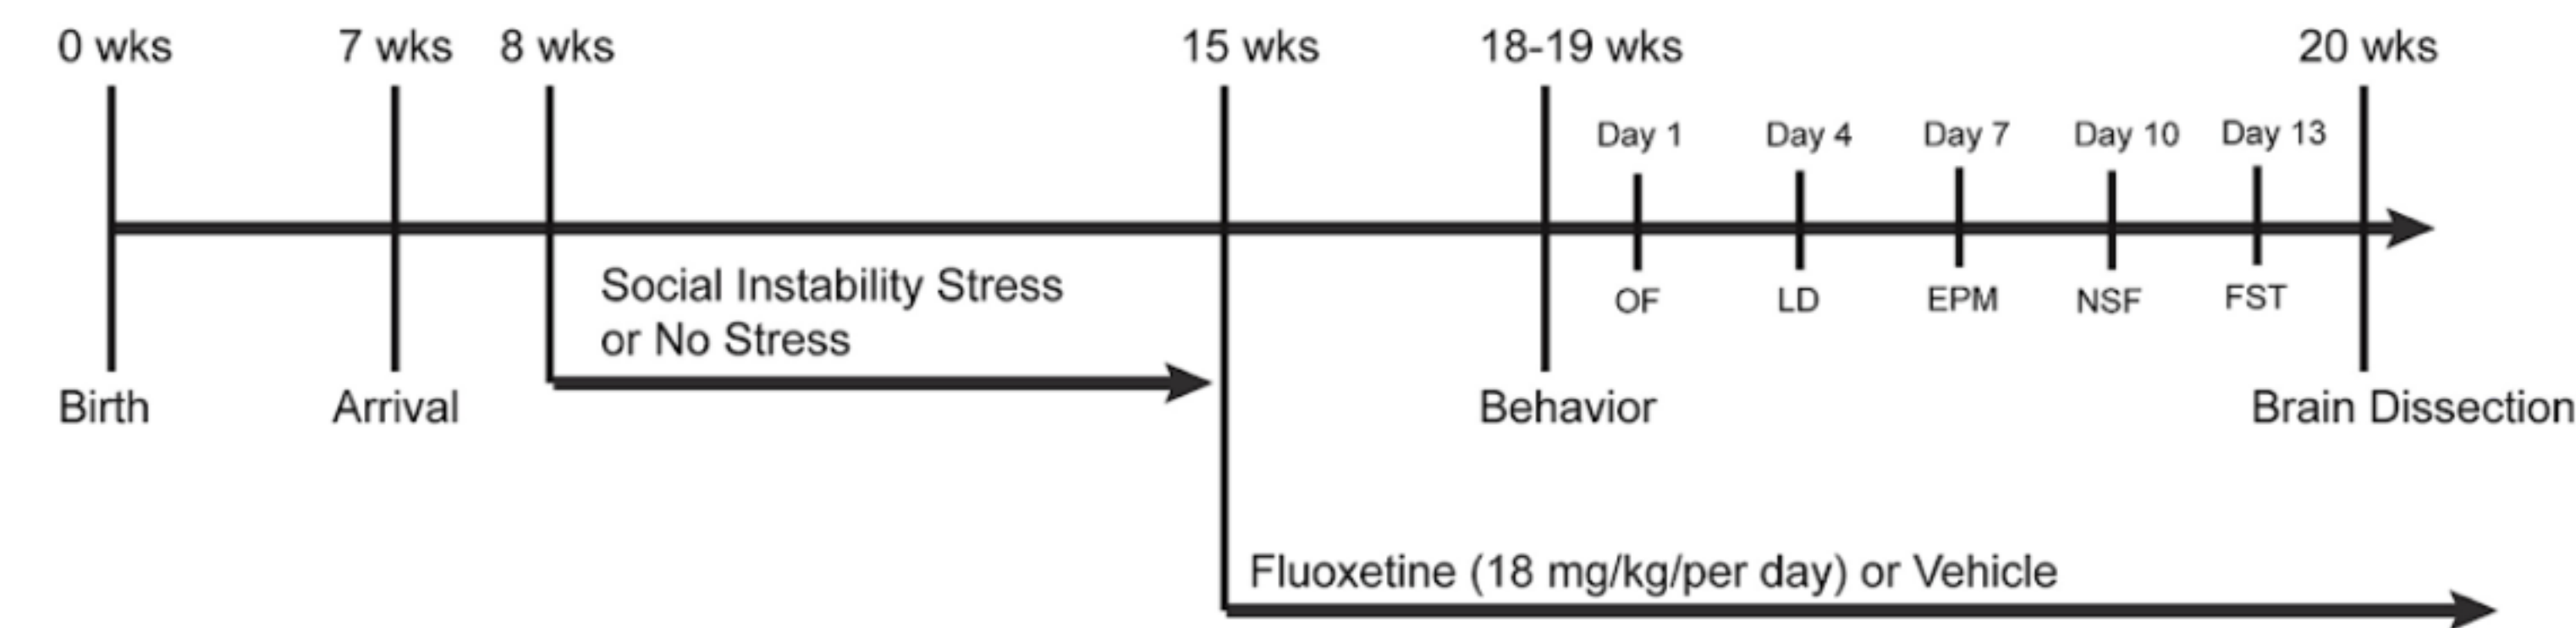 0 wks
7 wks
8 wks
15 wks
18-19 wks
20 wks
Day 1
Day 4
Day 7
Day 10
Day 13
Social Instability Stress
or No Stress
OF
LD
EPM
NSF
FST
Birth
Arrival
Behavior
Brain Dissection
Fluoxetine (18 mg/kg/per day) or Vehicle